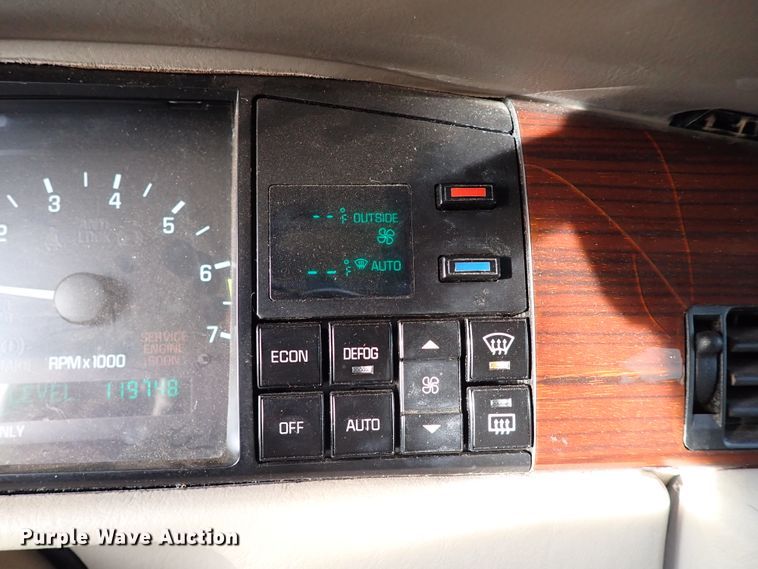 -- °F OUTSIDE
-- °F AUTO
2 3 4 5 6 7
SERVICE
ENGINE
SOON
RPM x 1000
LEVEL 119748
NLY
ECON DEFOG
OFF AUTO
Purple Wave Auction